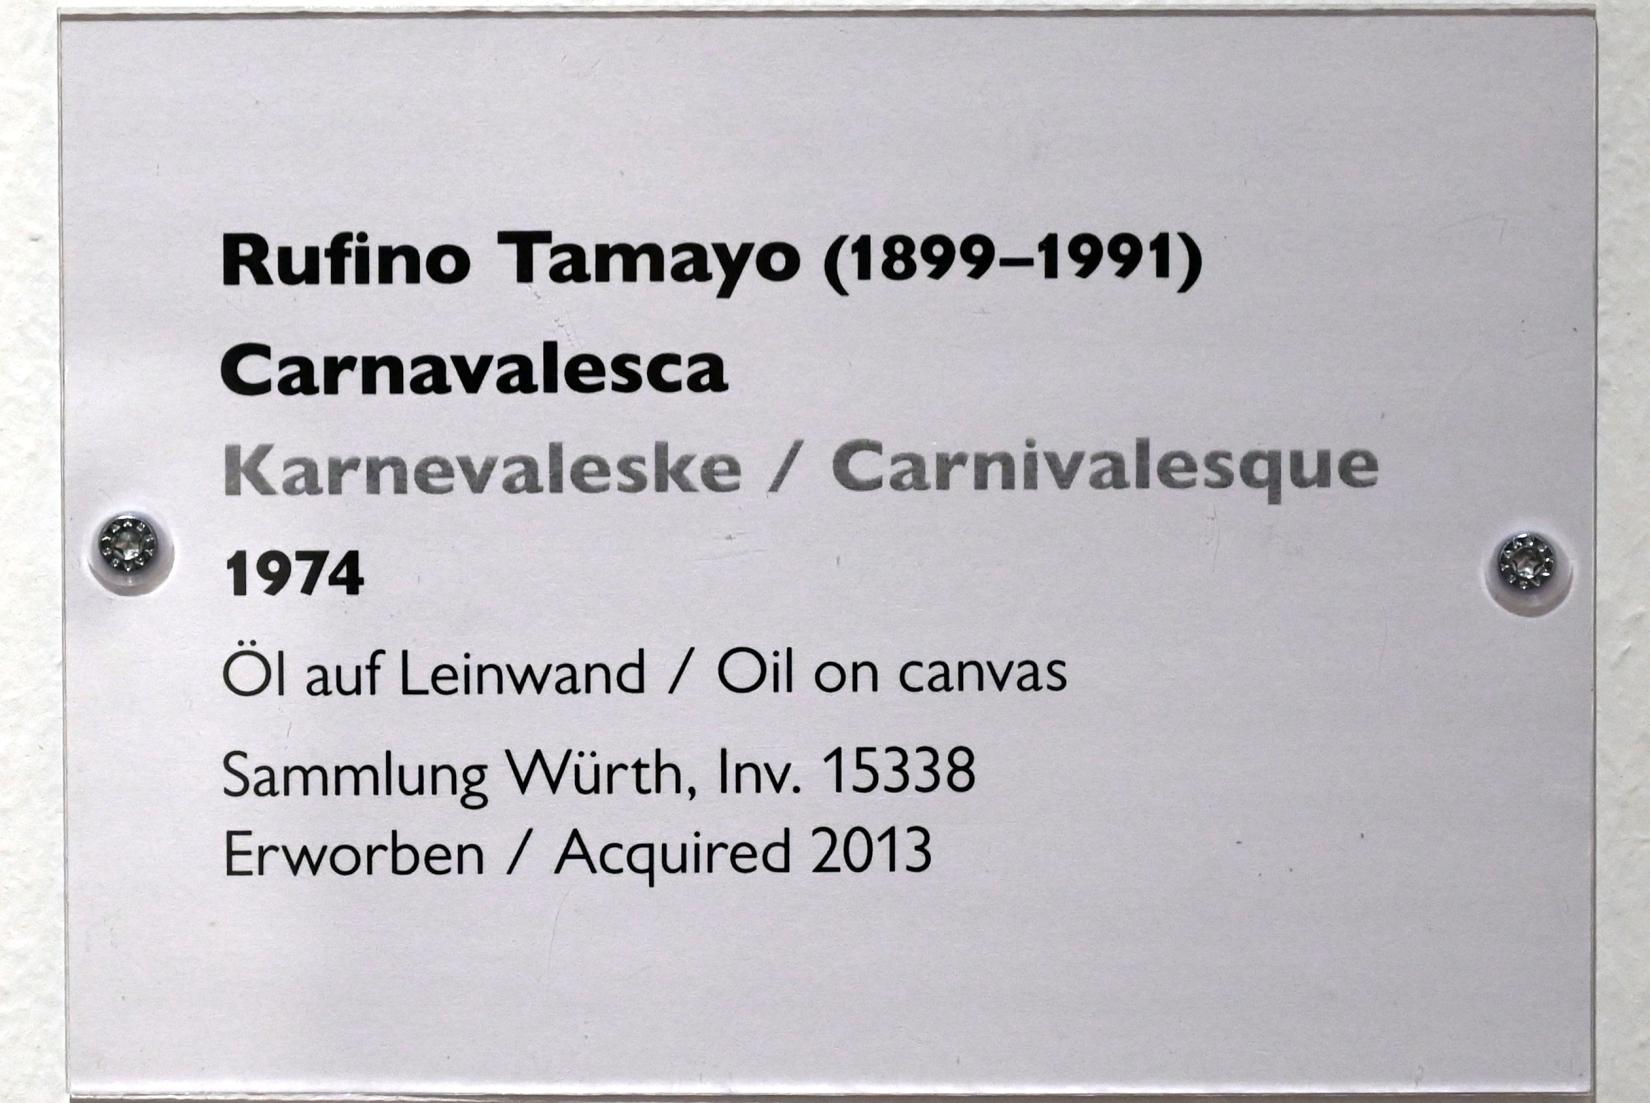 Rufino Tamayo (1899–1991)
Carnavalesca
Karnevaleske / Carnivalesque
1974
Öl auf Leinwand / Oil on canvas
Sammlung Würth, Inv. 15338
Erworben / Acquired 2013